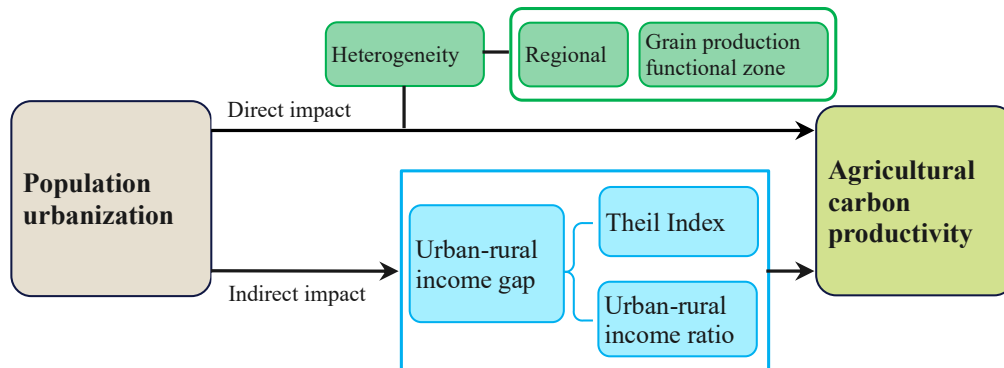 Heterogeneity
Regional
Grain production
functional zone
Direct impact
Population
urbanization
Agricultural
carbon
productivity
Urban-rural
income gap
Theil Index
Urban-rural
income ratio
Indirect impact